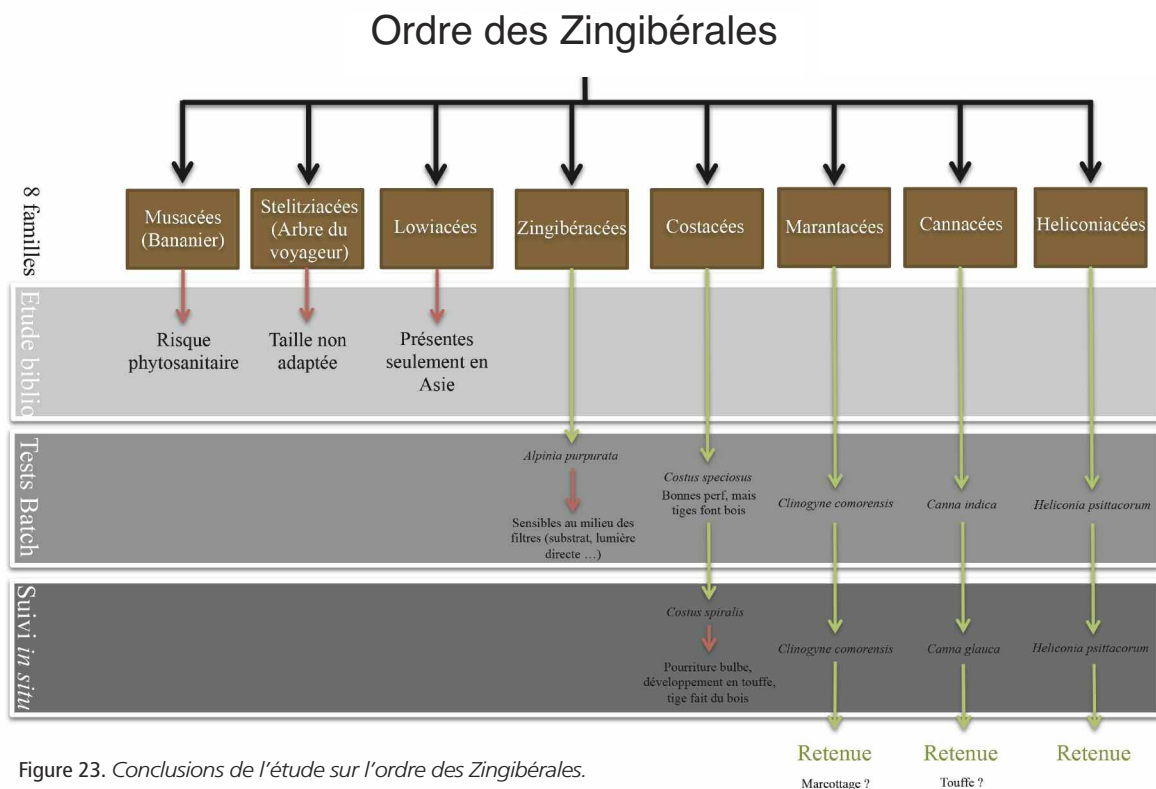 Ordre des Zingibérales
8 familles
Musacées
(Bananier)
Stelitziacées
(Arbre du
voyageur)
Lowiacées
Zingibéracées
Costacées
Marantacées
Cannacées
Heliconiacées
Etude biblio
Risque
phytosanitaire
Taille non
adaptée
Présentes
seulement en
Asie
Tests Batch
Alpinia purpurata
Sensibles au milieu des
filtres (substrat, lumière
directe ...)
Costus speciosus
Bonnes perf, mais
tiges font bois
Clinogyne comorensis
Canna indica
Heliconia psittacorum
Suivi in situ
Costus spiralis
Pourriture bulbe,
développement en touffe,
tige fait du bois
Clinogyne comorensis
Canna glauca
Heliconia psittacorum
Retenue
Marcottage ?
Retenue
Touffe ?
Retenue
Figure 23. Conclusions de l'étude sur l'ordre des Zingibérales.